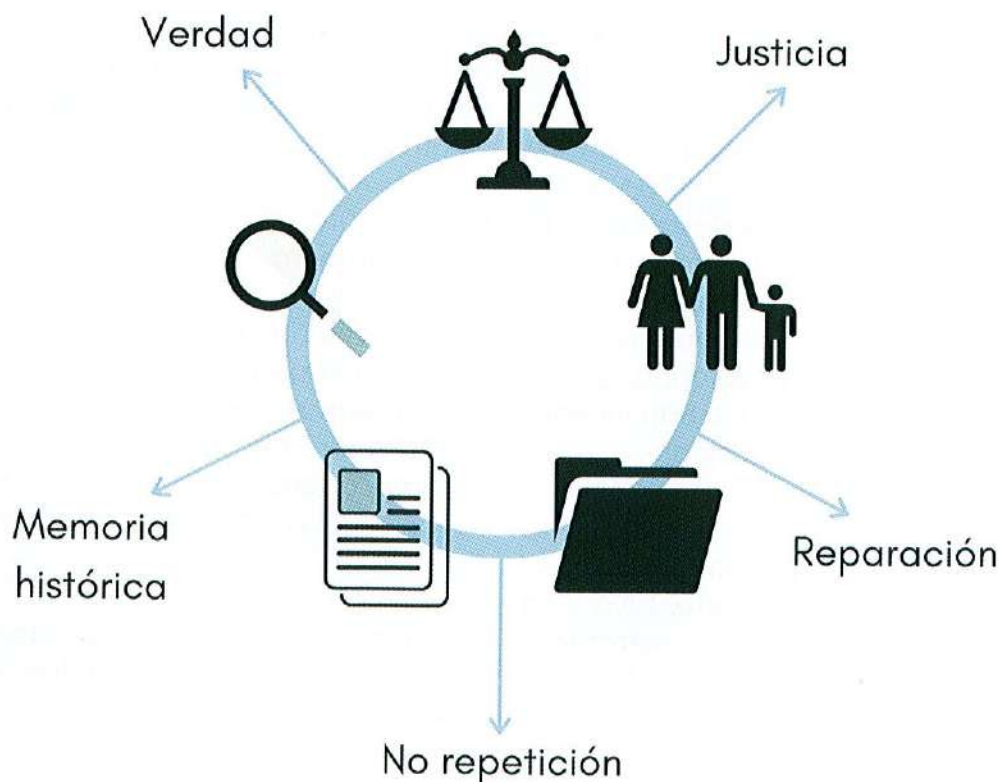 Verdad
Justicia
Memoria
histórica
Reparación
No repetición